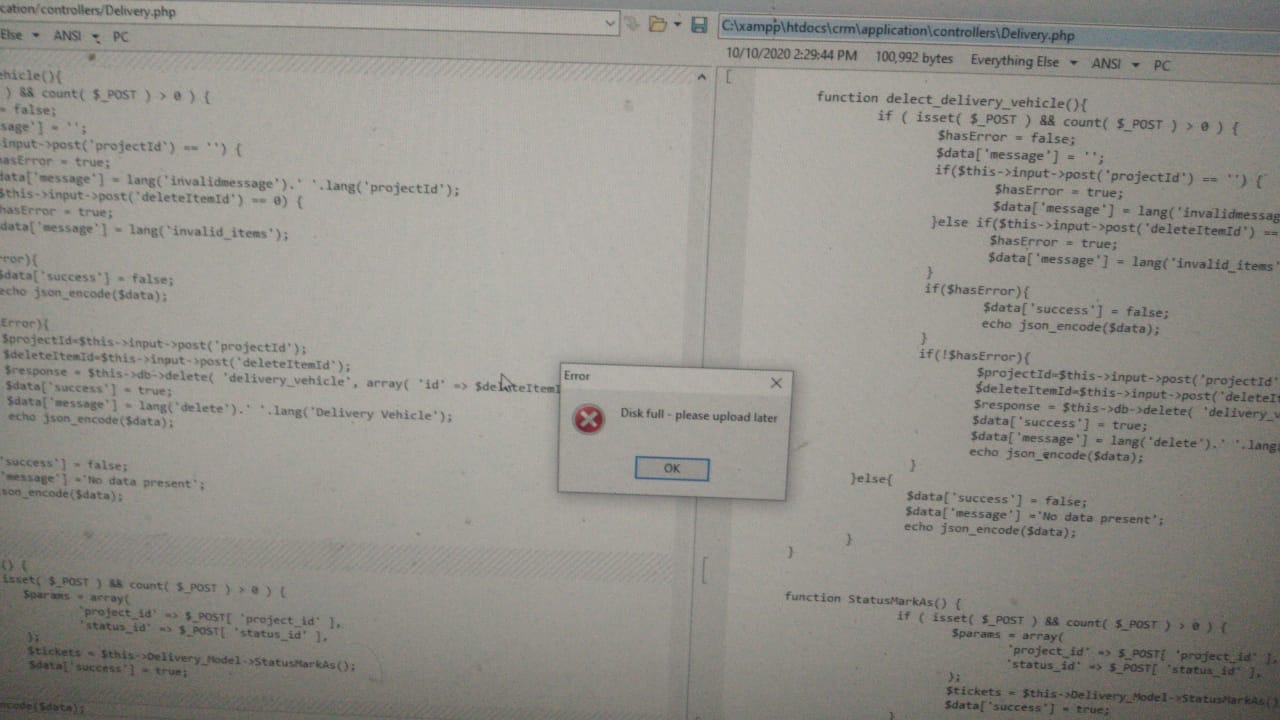 cation/controllers/Delivery.php
Else ANSI PC
ehicle(){
) && count( $_POST ) > 0 ) {
= false;
sage'] = '';
input->post('projectId') == '') {
hasError = true;
data['message'] = lang('invalidmessage').' '.lang('projectId');
$this->input->post('deleteItemId') == 0) {
hasError = true;
data['message'] = lang('invalid_items');
rror){
$data['success'] = false;
echo json_encode($data);
Error){
$projectId=$this->input->post('projectId');
$deleteItemId=$this->input->post('deleteItemId');
$response = $this->db->delete( 'delivery_vehicle', array( 'id' => $deleteItemI
$data['success'] = true;
$data['message'] = lang('delete').' '.lang('Delivery Vehicle');
echo json_encode($data);
'success'] = false;
'message'] ='No data present';
son_encode($data);
() {
isset( $_POST ) && count( $_POST ) > 0 ) {
$params = array(
'project_id' => $_POST[ 'project_id' ],
'status_id' => $_POST[ 'status_id' ],
);
$tickets = $this->Delivery_Model->StatusMarkAs();
$data['success'] = true;
ncode($data);
C:\xampp\htdocs\crm\application\controllers\Delivery.php
10/10/2020 2:29:44 PM 100,992 bytes Everything Else ANSI PC
function delect_delivery_vehicle(){
if ( isset( $_POST ) && count( $_POST ) > 0 ) {
$hasError = false;
$data['message'] = '';
if($this->input->post('projectId') == '') {
$hasError = true;
$data['message'] = lang('invalidmessag
}else if($this->input->post('deleteItemId') ==
$hasError = true;
$data['message'] = lang('invalid_items'
}
if($hasError){
$data['success'] = false;
echo json_encode($data);
}
if(!$hasError){
$projectId=$this->input->post('projectId'
$deleteItemId=$this->input->post('deleteI
$response = $this->db->delete( 'delivery_
$data['success'] = true;
$data['message'] = lang('delete').' '.lang
echo json_encode($data);
}
}else{
$data['success'] = false;
$data['message'] ='No data present';
echo json_encode($data);
}
}
function StatusMarkAs() {
if ( isset( $_POST ) && count( $_POST ) > 0 ) {
$params = array(
'project_id' => $_POST[ 'project_id' ],
'status_id' => $_POST[ 'status_id' ],
);
$tickets = $this->Delivery_Model->StatusMarkAs()
$data['success'] = true;
Error
Disk full - please upload later
OK